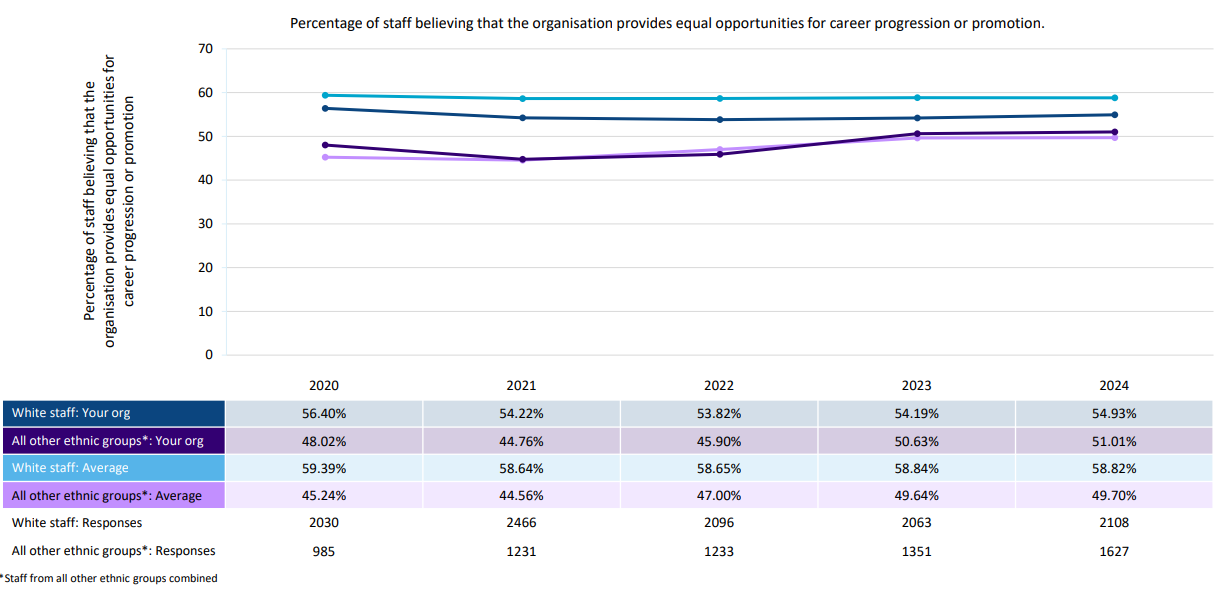 Percentage of staff believing that the organisation provides equal opportunities for career progression or promotion.
Percentage of staff believing that the
organisation provides equal opportunities for
career progression or promotion
70
60
50
40
30
20
10
0
2020 2021 2022 2023 2024
White staff: Your org 56.40% 54.22% 53.82% 54.19% 54.93%
All other ethnic groups*: Your org 48.02% 44.76% 45.90% 50.63% 51.01%
White staff: Average 59.39% 58.64% 58.65% 58.84% 58.82%
All other ethnic groups*: Average 45.24% 44.56% 47.00% 49.64% 49.70%
White staff: Responses 2030 2466 2096 2063 2108
All other ethnic groups*: Responses 985 1231 1233 1351 1627
*Staff from all other ethnic groups combined